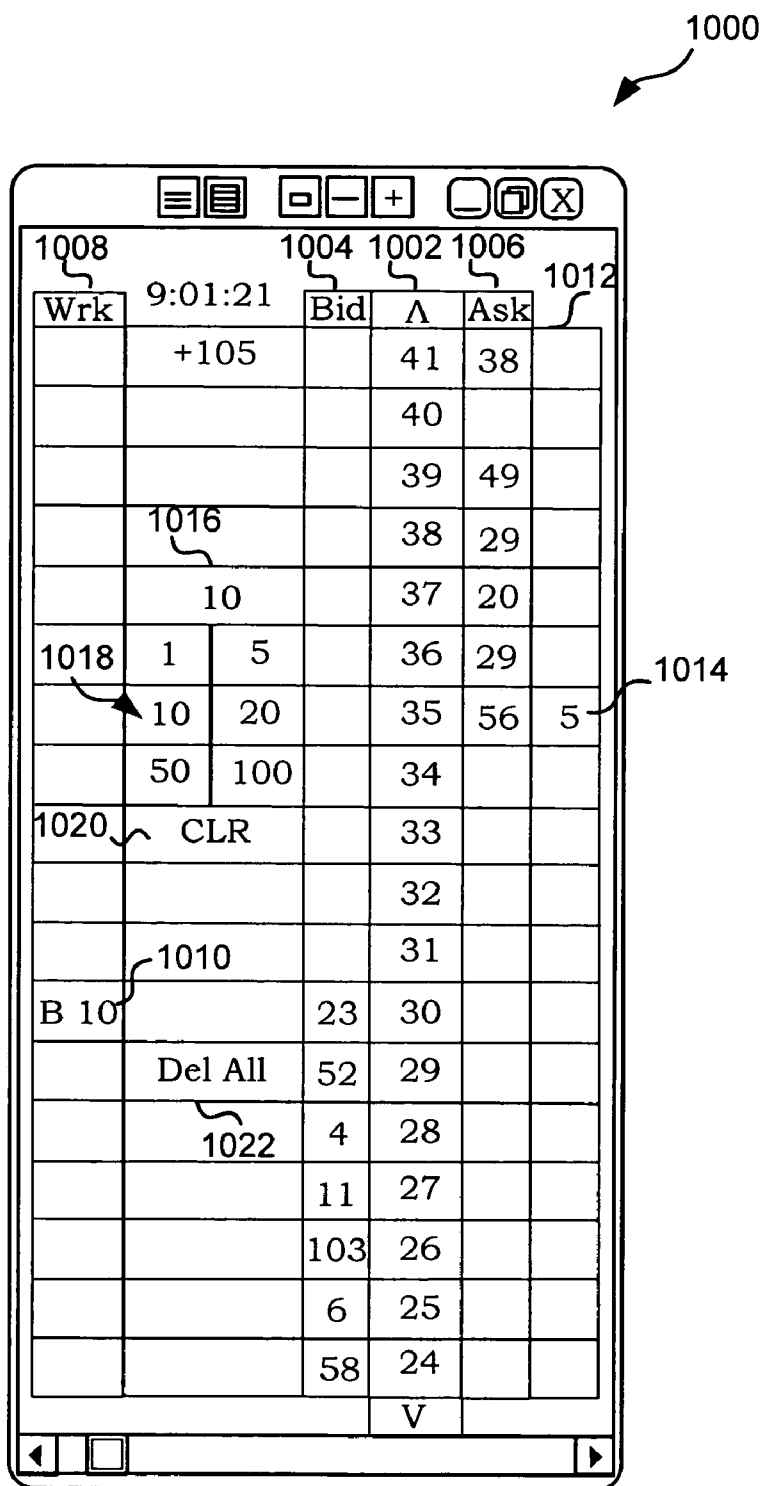 1000
X
1008 1004 1002 1006
1012
Wrk 9:01:21 Bid Λ Ask
+105 41 38
40
39 49
1016 38 29
10 37 20
1018 1 5 36 29
1014
10 20 35 56 5
50 100 34
1020 CLR 33
32
1010 31
B 10 23 30
Del All 52 29
1022 4 28
11 27
103 26
6 25
58 24
V